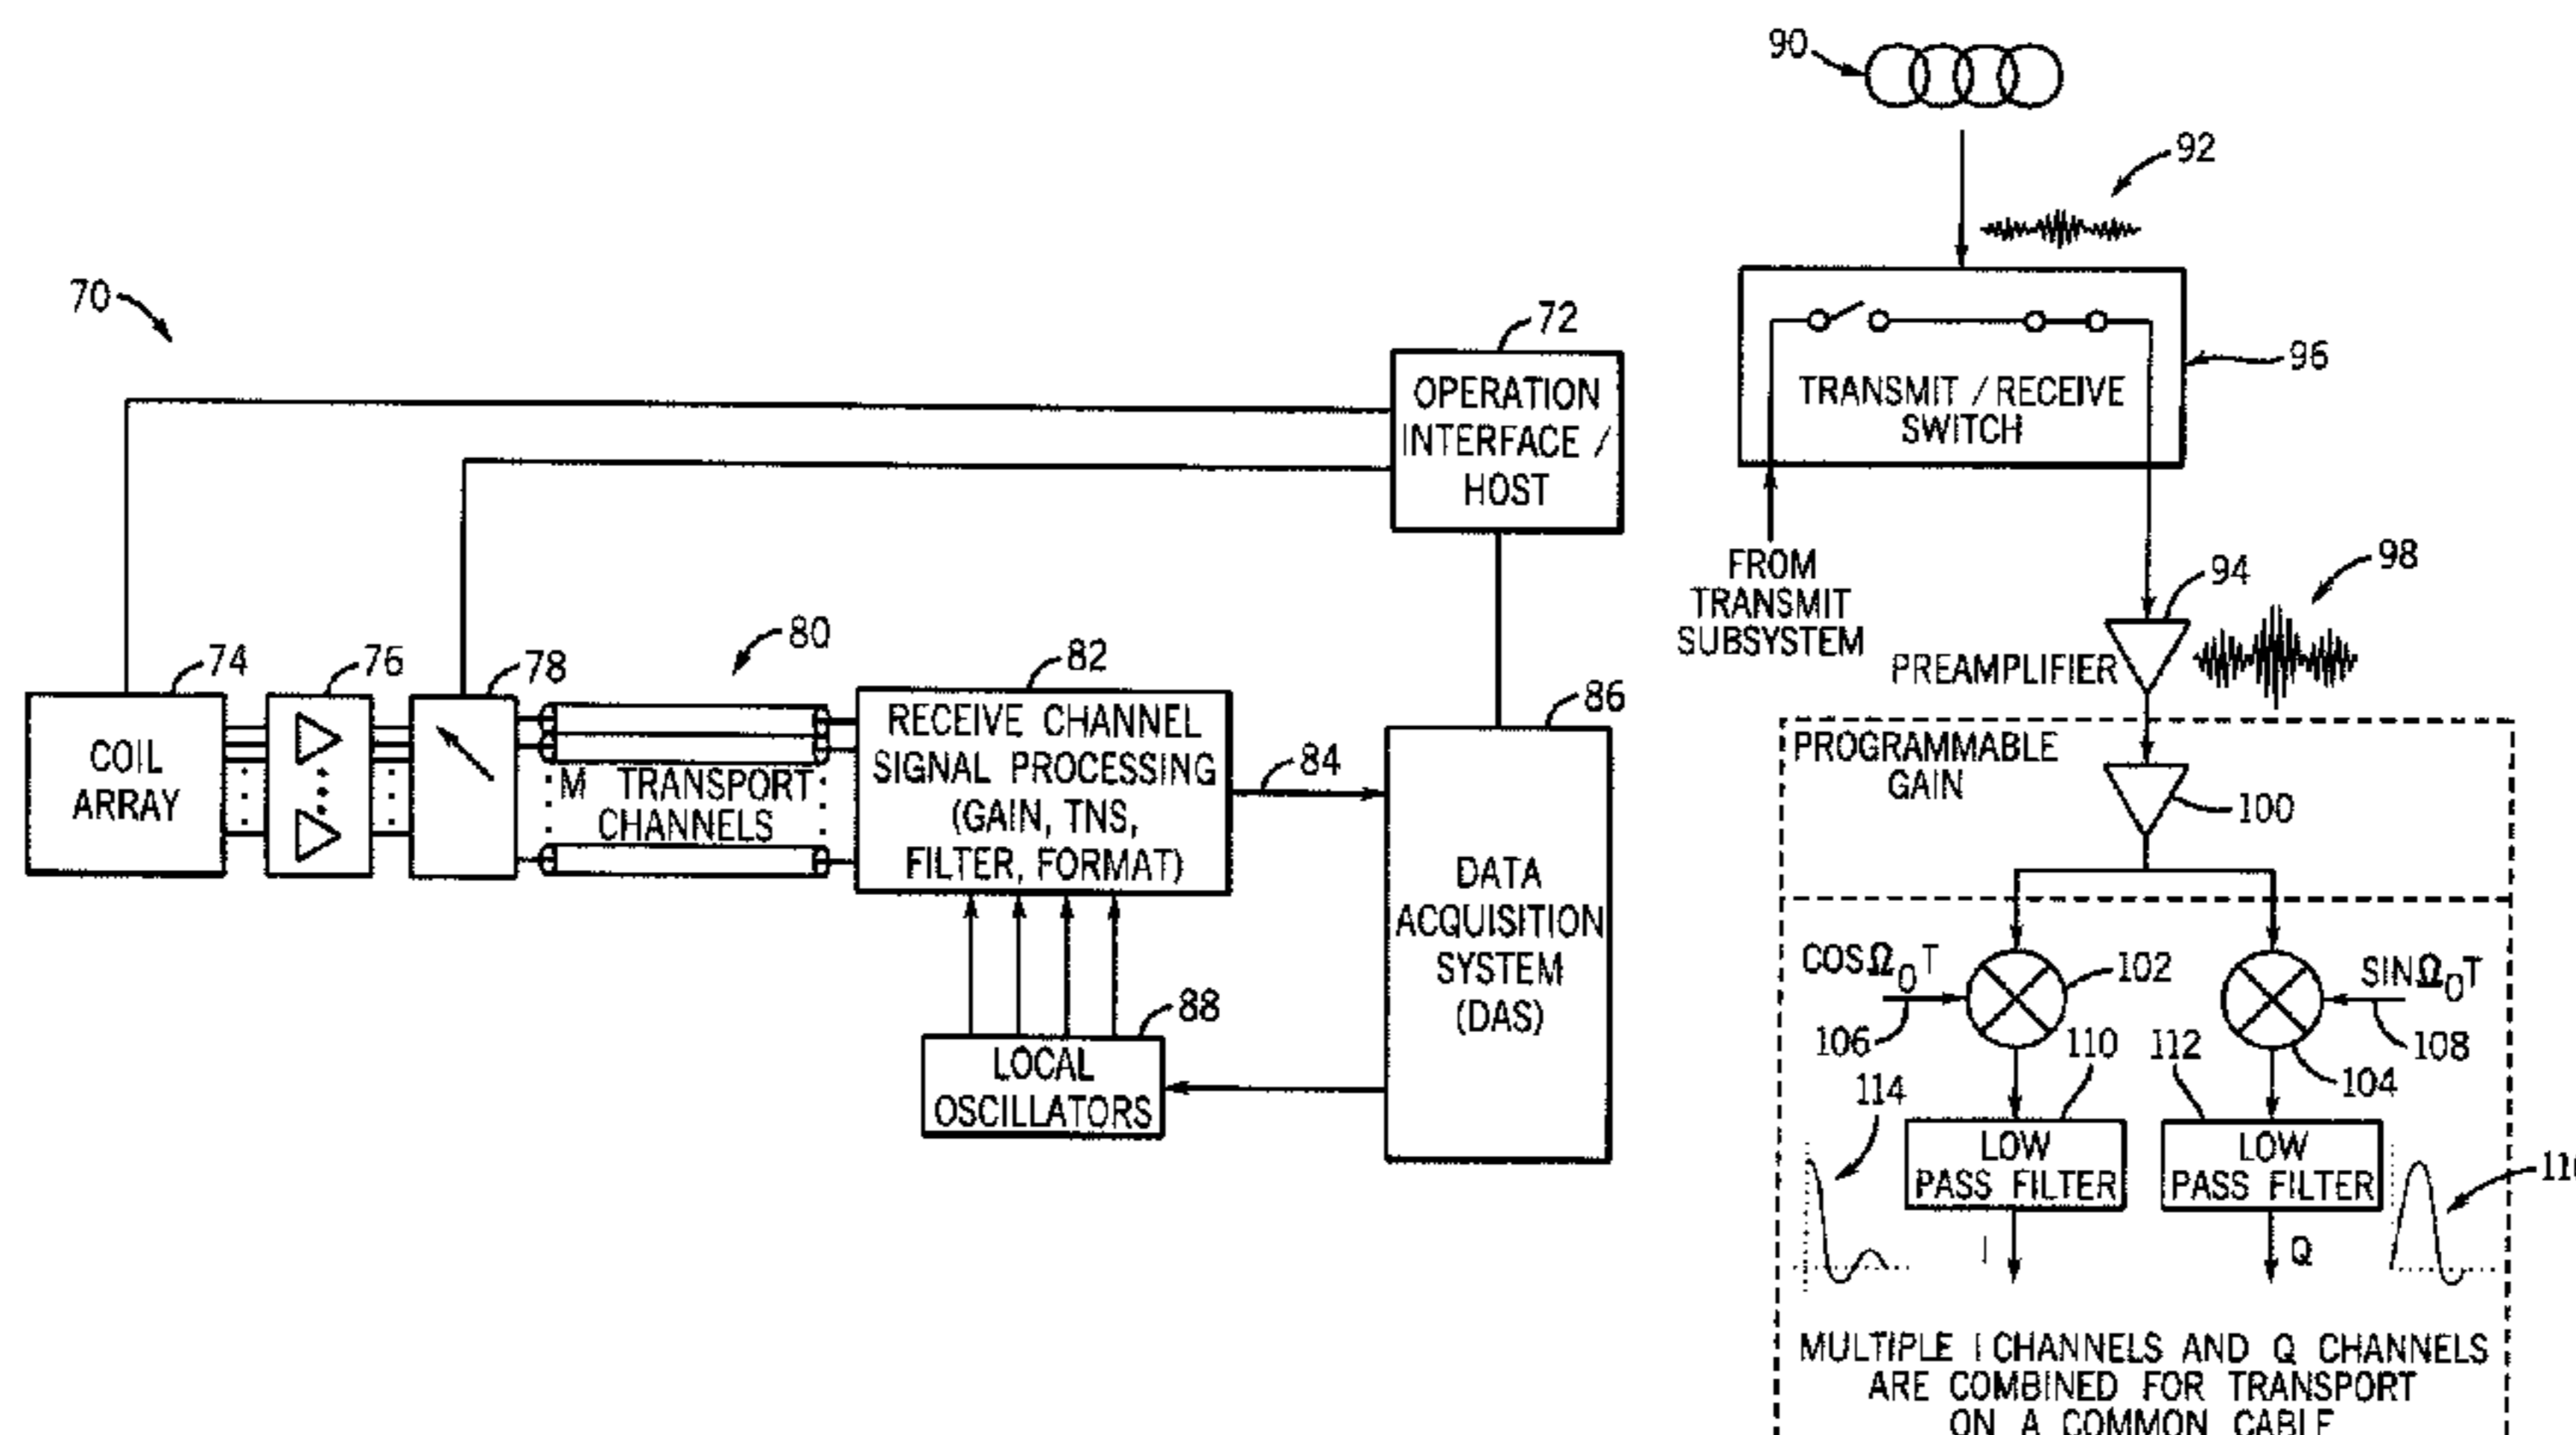 70
72
OPERATION
INTERFACE /
HOST
74
COIL
ARRAY
76
78
80
M TRANSPORT
CHANNELS
82
RECEIVE CHANNEL
SIGNAL PROCESSING
(GAIN, TNS,
FILTER, FORMAT)
84
86
DATA
ACQUISITION
SYSTEM
(DAS)
88
LOCAL
OSCILLATORS
90
92
96
TRANSMIT / RECEIVE
SWITCH
FROM
TRANSMIT
SUBSYSTEM
94
98
PREAMPLIFIER
PROGRAMMABLE
GAIN
100
COSΩ0T
102
SINΩ0T
106
110
112
108
104
114
LOW
PASS FILTER
LOW
PASS FILTER
I
Q
MULTIPLE I CHANNELS AND Q CHANNELS
ARE COMBINED FOR TRANSPORT
ON A COMMON CABLE